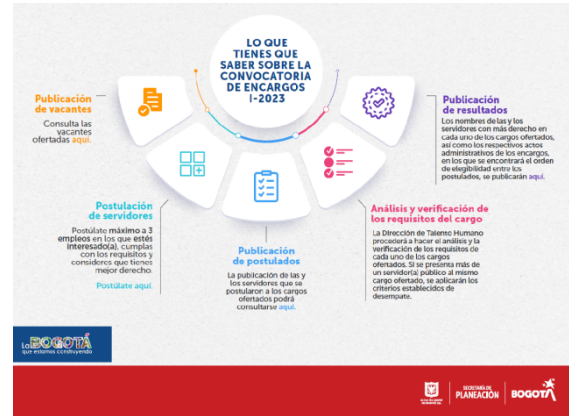 LO QUE
TIENES QUE
SABER SOBRE LA
CONVOCATORIA
DE ENCARGOS
I-2023
Publicación
de vacantes
Consulta las
vacantes
ofertadas aquí.
Postulación
de servidores
Postúlate máximo a 3
empleos en los que estés
interesado(a), cumplas
con los requisitos y
consideres que tienes
mejor derecho.
Postúlate aquí.
Publicación
de postulados
La publicación de las y
los servidores que se
postularon a los cargos
ofertados podrá
consultarse aquí.
Análisis y verificación de
los requisitos del cargo
La Dirección de Talento Humano
procederá a hacer el análisis y la
verificación de los requisitos de
cada uno de los cargos
ofertados. Si se presenta más de
un servidor(a) público al mismo
cargo ofertado, se aplicarán los
criterios establecidos de
desempate.
Publicación
de resultados
Los nombres de las y los
servidores con más derecho en
cada uno de los cargos ofertados,
así como los respectivos actos
administrativos de los encargos,
en los que se encontrará el orden
de elegibilidad entre los
postulados, se publicarán aquí.
La BOGOTÁ
que estamos construyendo
SECRETARÍA DE
PLANEACIÓN
BOGOTÁ